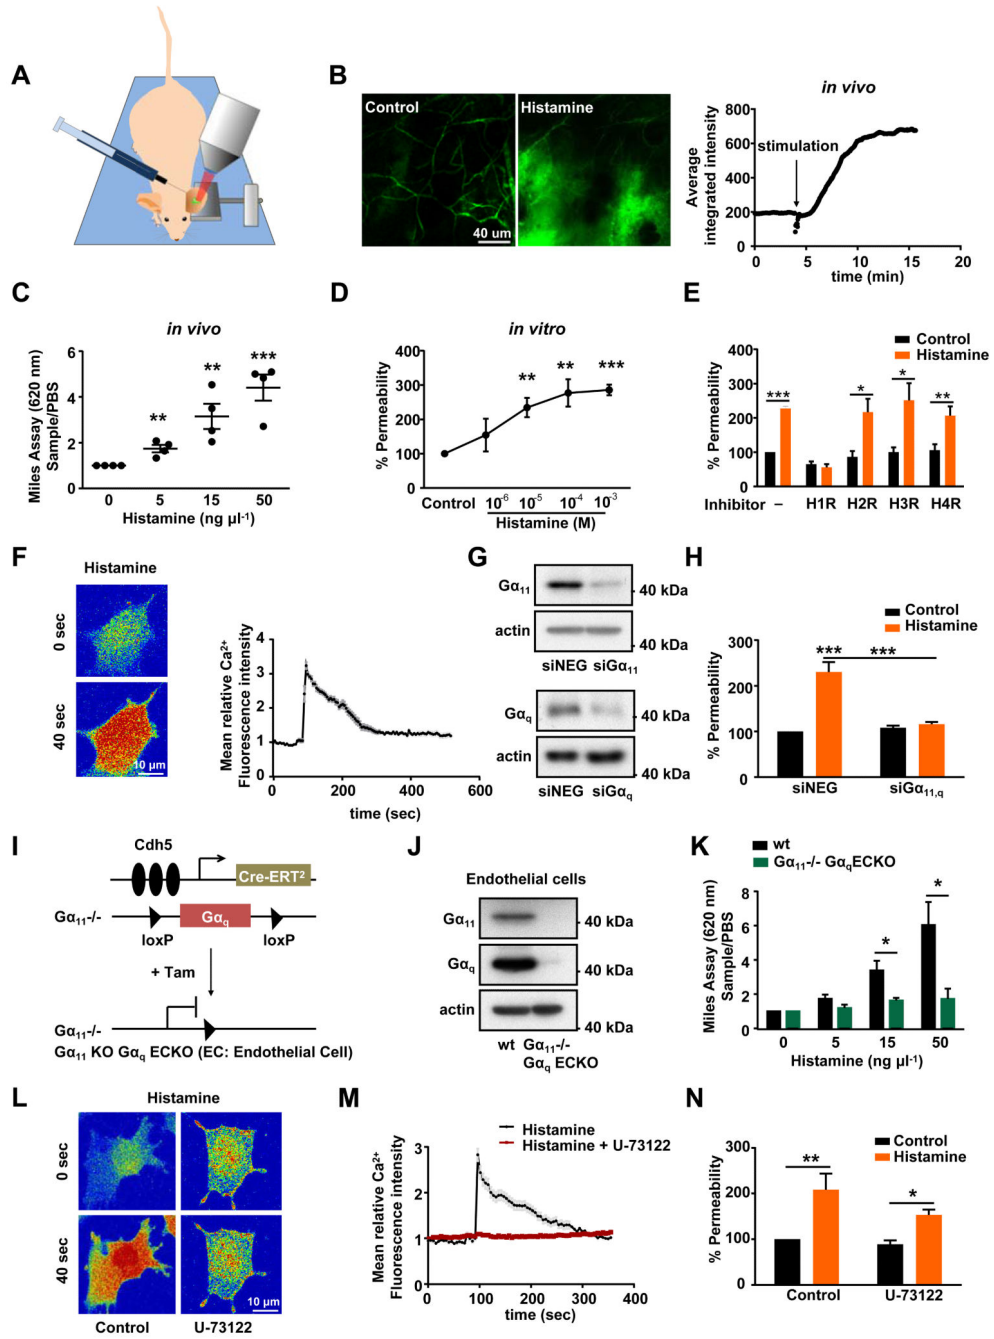 A
B
Control
Histamine
40 um
in vivo
Average
integrated intensity
800
600
400
200
0
stimulation
0 5 10 15 20
time (min)
C
in vivo
Miles Assay (620 nm)
Sample/PBS
6
4
2
0
**
**
***
0 5 15 50
Histamine (ng µl-1)
D
in vitro
% Permeability
400
300
200
100
0
**
**
***
Control 10-6 10-5 10-4 10-3
Histamine (M)
E
Control
Histamine
% Permeability
400
300
200
100
0
***
*
*
**
Inhibitor – H1R H2R H3R H4R
F
Histamine
0 sec
40 sec
10 µm
Mean relative Ca2+
Fluorescence intensity
4
3
2
1
0
0 200 400 600
time (sec)
G
Gα11
40 kDa
actin
40 kDa
siNEG siGα11
Gαq
40 kDa
actin
40 kDa
siNEG siGαq
H
Control
Histamine
% Permeability
300
200
100
0
***
***
siNEG siGα11,q
I
Cdh5
Cre-ERT2
Gα11-/-
Gαq
loxP loxP
+ Tam
Gα11-/-
Gα11 KO Gαq ECKO (EC: Endothelial Cell)
J
Endothelial cells
Gα11
40 kDa
Gαq
40 kDa
actin
40 kDa
wt Gα11-/-
Gαq ECKO
K
wt
Gα11-/- GαqECKO
Miles Assay (620 nm)
Sample/PBS
8
6
4
2
0
*
*
0 5 15 50
Histamine (ng µl-1)
L
Histamine
0 sec
40 sec
10 µm
Control U-73122
M
Histamine
Histamine + U-73122
Mean relative Ca2+
Fluorescence intensity
3
2
1
0
0 100 200 300 400
time (sec)
N
Control
Histamine
% Permeability
300
200
100
0
**
*
Control U-73122